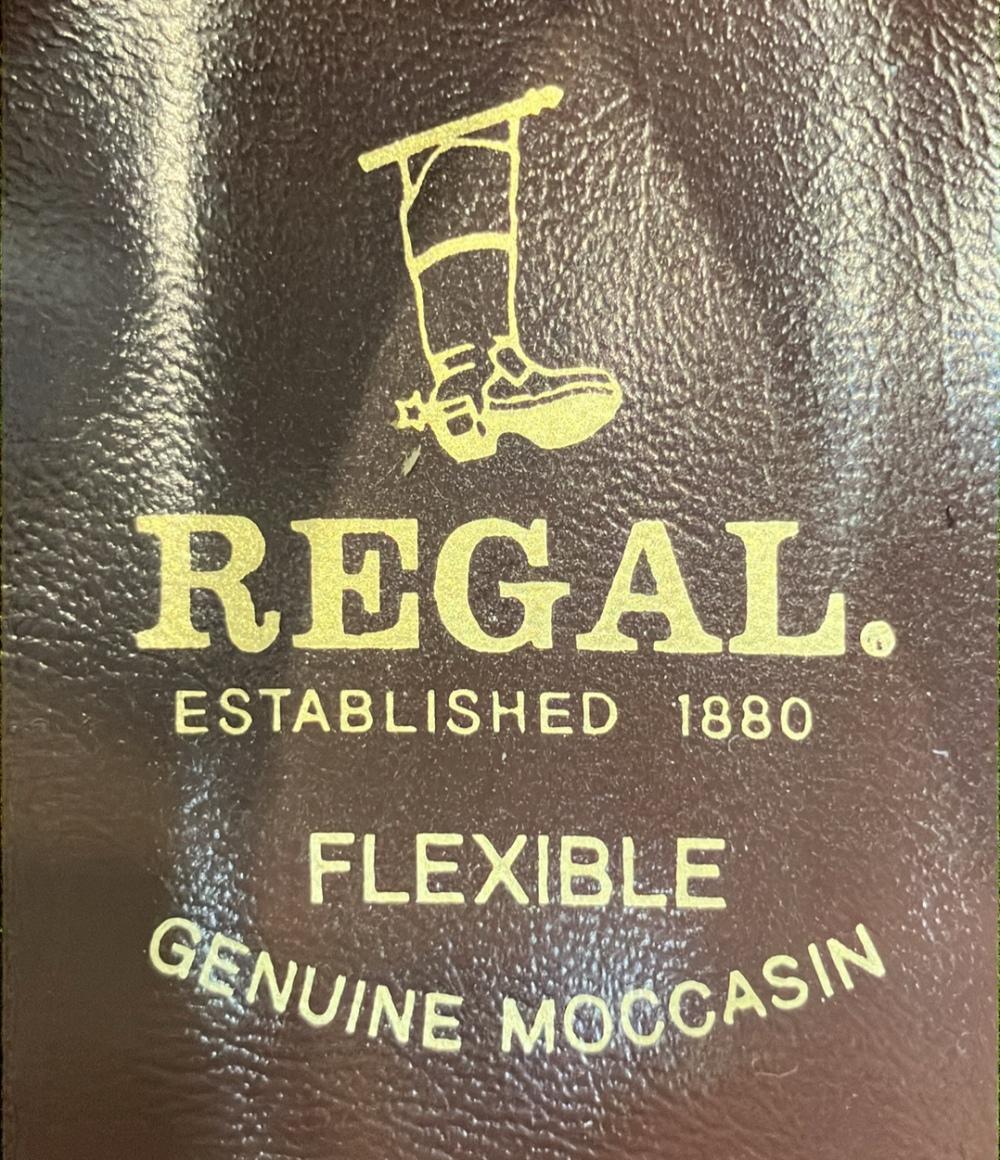 REGAL.
ESTABLISHED 1880
FLEXIBLE
GENUINE MOCCASIN